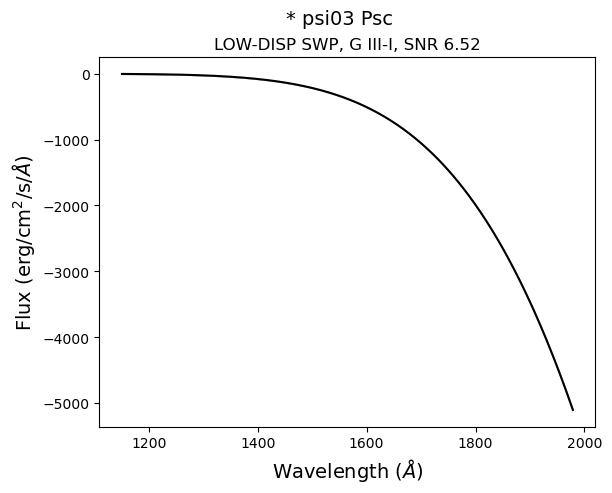 * psi03 Psc
LOW-DISP SWP, G III-I, SNR 6.52
0
−1000
−2000
−3000
−4000
−5000
Flux (erg/cm²/s/Å)
1200 1400 1600 1800 2000
Wavelength (Å)